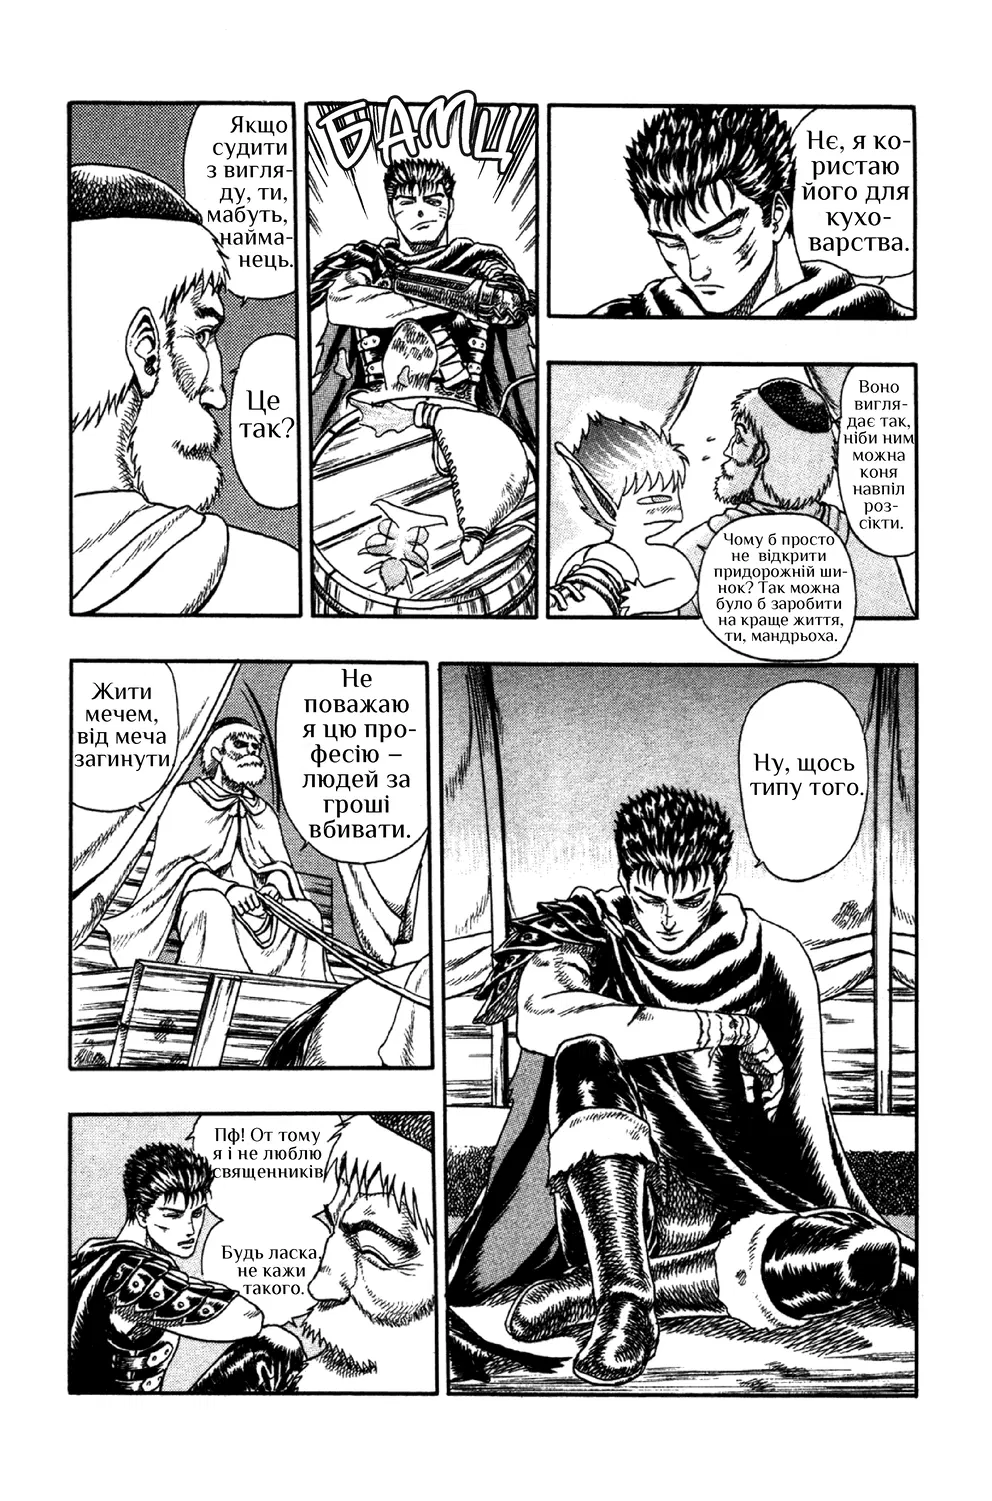 Нє, я ко-
ристаю
його для
кухо-
варства.
Воно
вигля-
дає так,
ніби ним
можна
коня
навпіл
роз-
сікти.
Чому б просто
не відкрити
придорожній ши-
нок? Так можна
було б заробити
на краще життя,
ти, мандрьоха.
БАМЦ
Якщо
судити
з вигля-
ду, ти,
мабуть,
найма-
нець.
Це
так?
Ну, щось
типу того.
Не
поважаю
я цю про-
фесію –
людей за
гроші
вбивати.
Жити
мечем,
від меча
загинути.
Пф! От тому
я і не люблю
священників.
Будь ласка,
не кажи
такого.